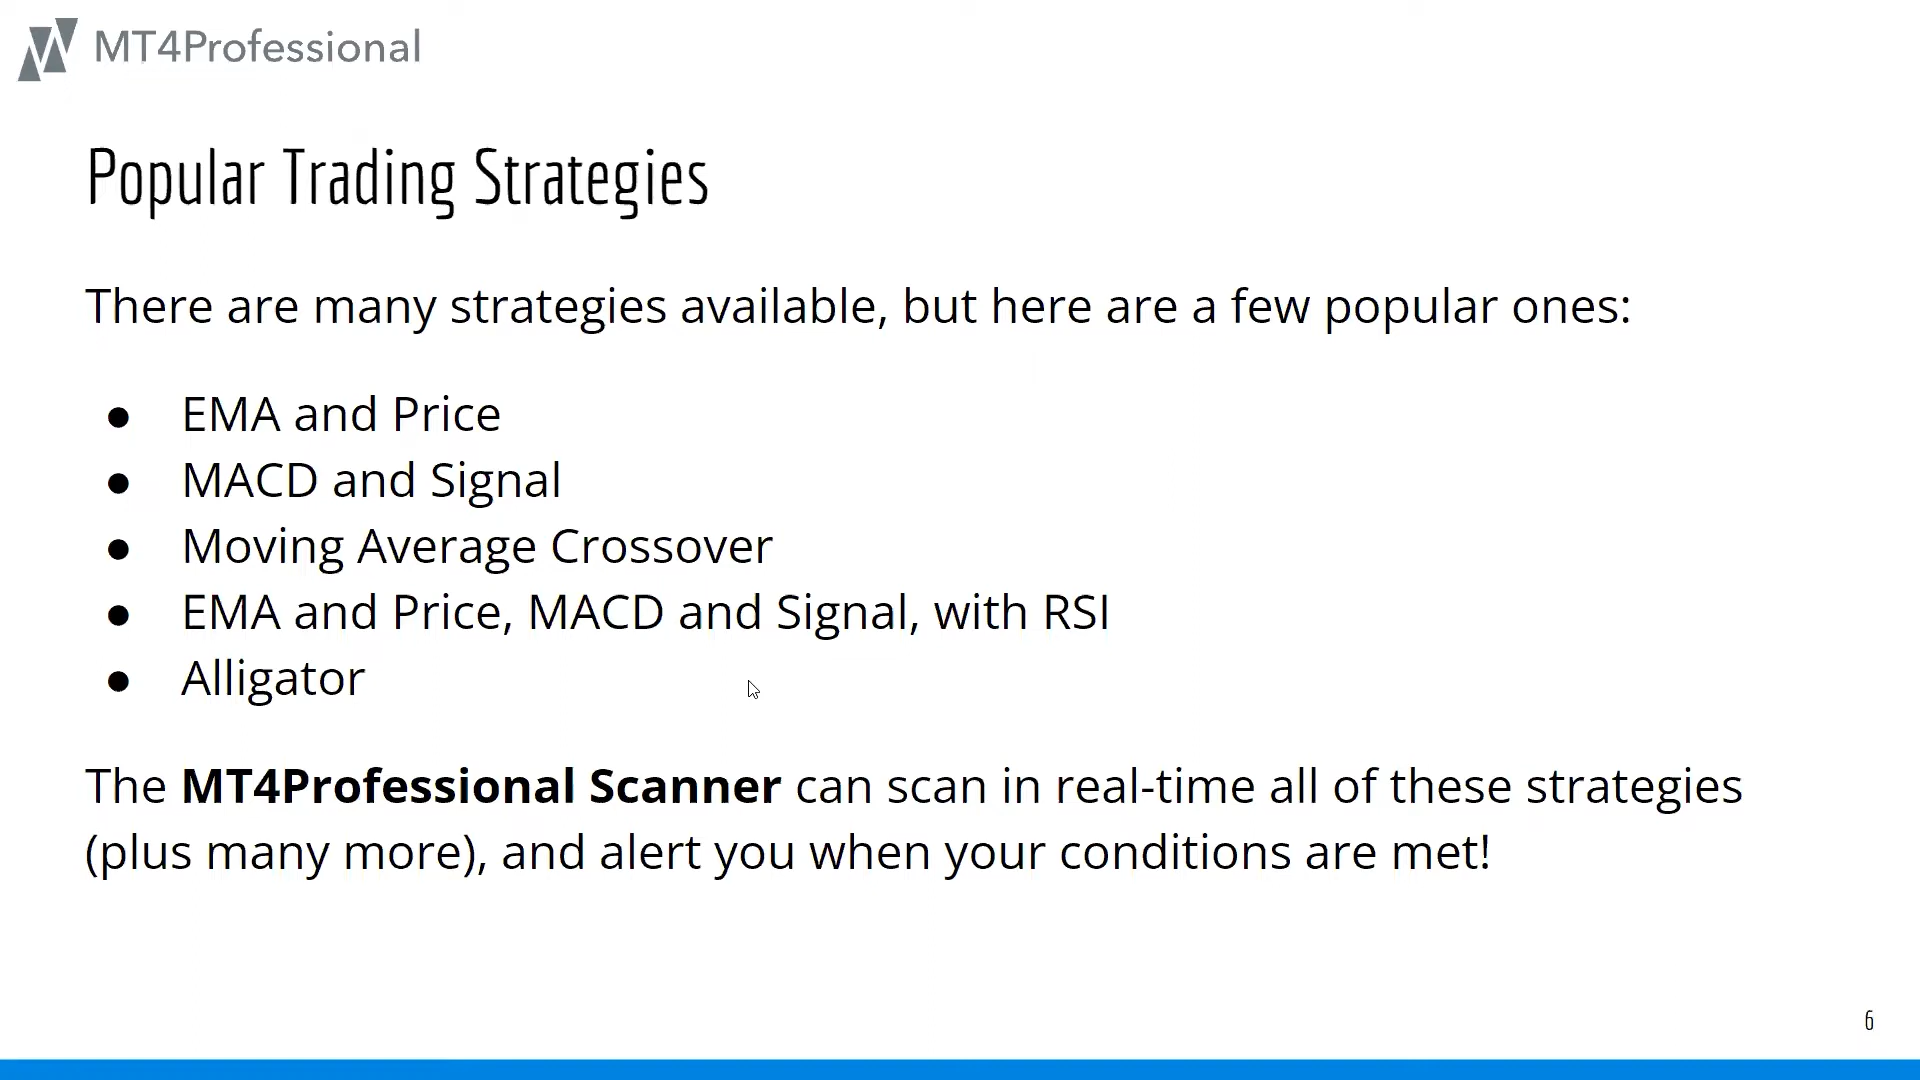 MT4Professional
Popular Trading Strategies
There are many strategies available, but here are a few popular ones:
● EMA and Price
● MACD and Signal
● Moving Average Crossover
● EMA and Price, MACD and Signal, with RSI
● Alligator
The MT4Professional Scanner can scan in real-time all of these strategies
(plus many more), and alert you when your conditions are met!
6